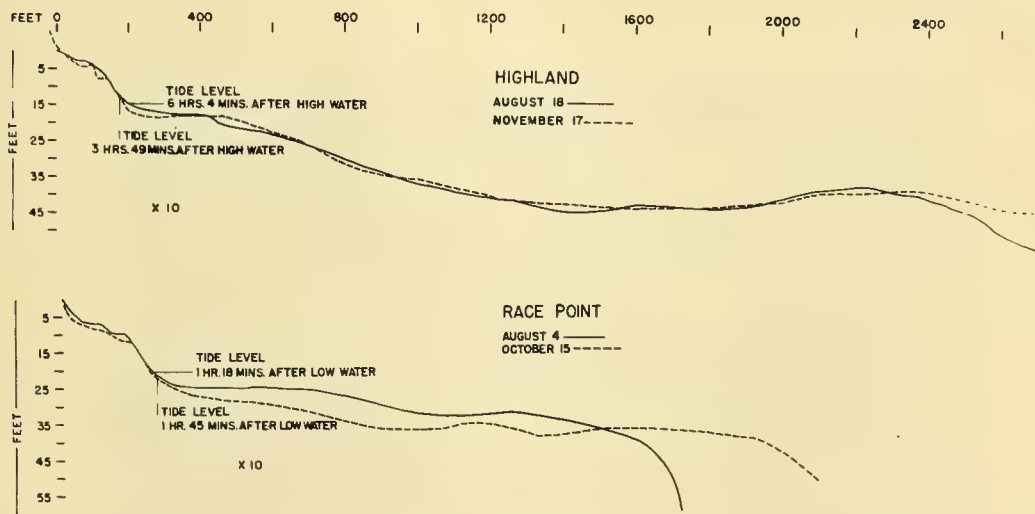 FEET 0 400 800 1200 1600 2000 2400
FEET
5
15
25
35
45
TIDE LEVEL
6 HRS. 4 MINS. AFTER HIGH WATER
TIDE LEVEL
3 HRS. 49 MINS. AFTER HIGH WATER
X 10
HIGHLAND
AUGUST 18
NOVEMBER 17
FEET
5
15
25
35
45
55
TIDE LEVEL
1 HR. 18 MINS. AFTER LOW WATER
TIDE LEVEL
1 HR. 45 MINS. AFTER LOW WATER
X 10
RACE POINT
AUGUST 4
OCTOBER 15